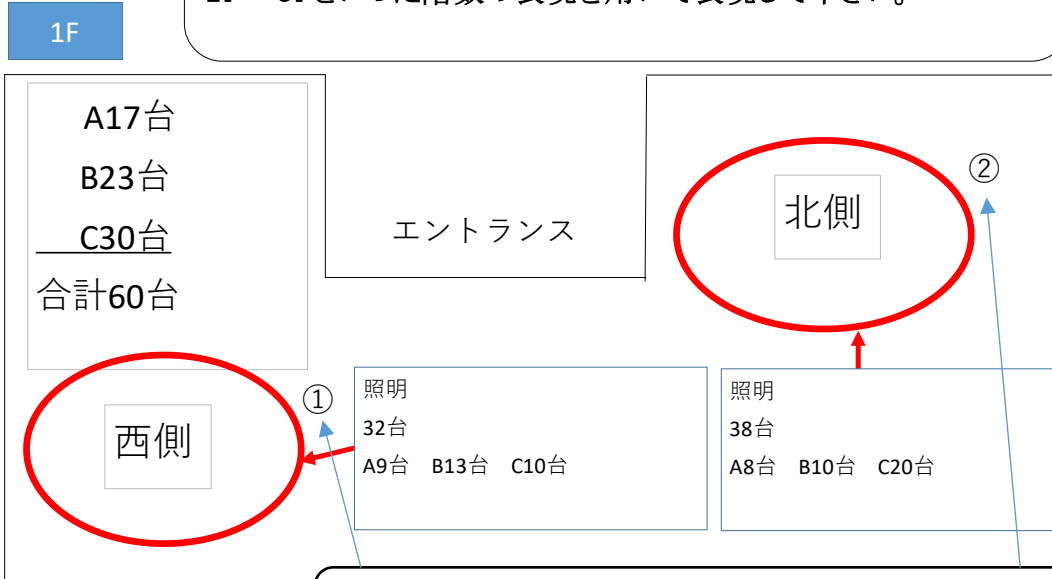 1F
A17台
B23台
C30台
合計60台
エントランス
北側
②
西側
①
照明
32台
A9台 B13台 C10台
照明
38台
A8台 B10台 C20台